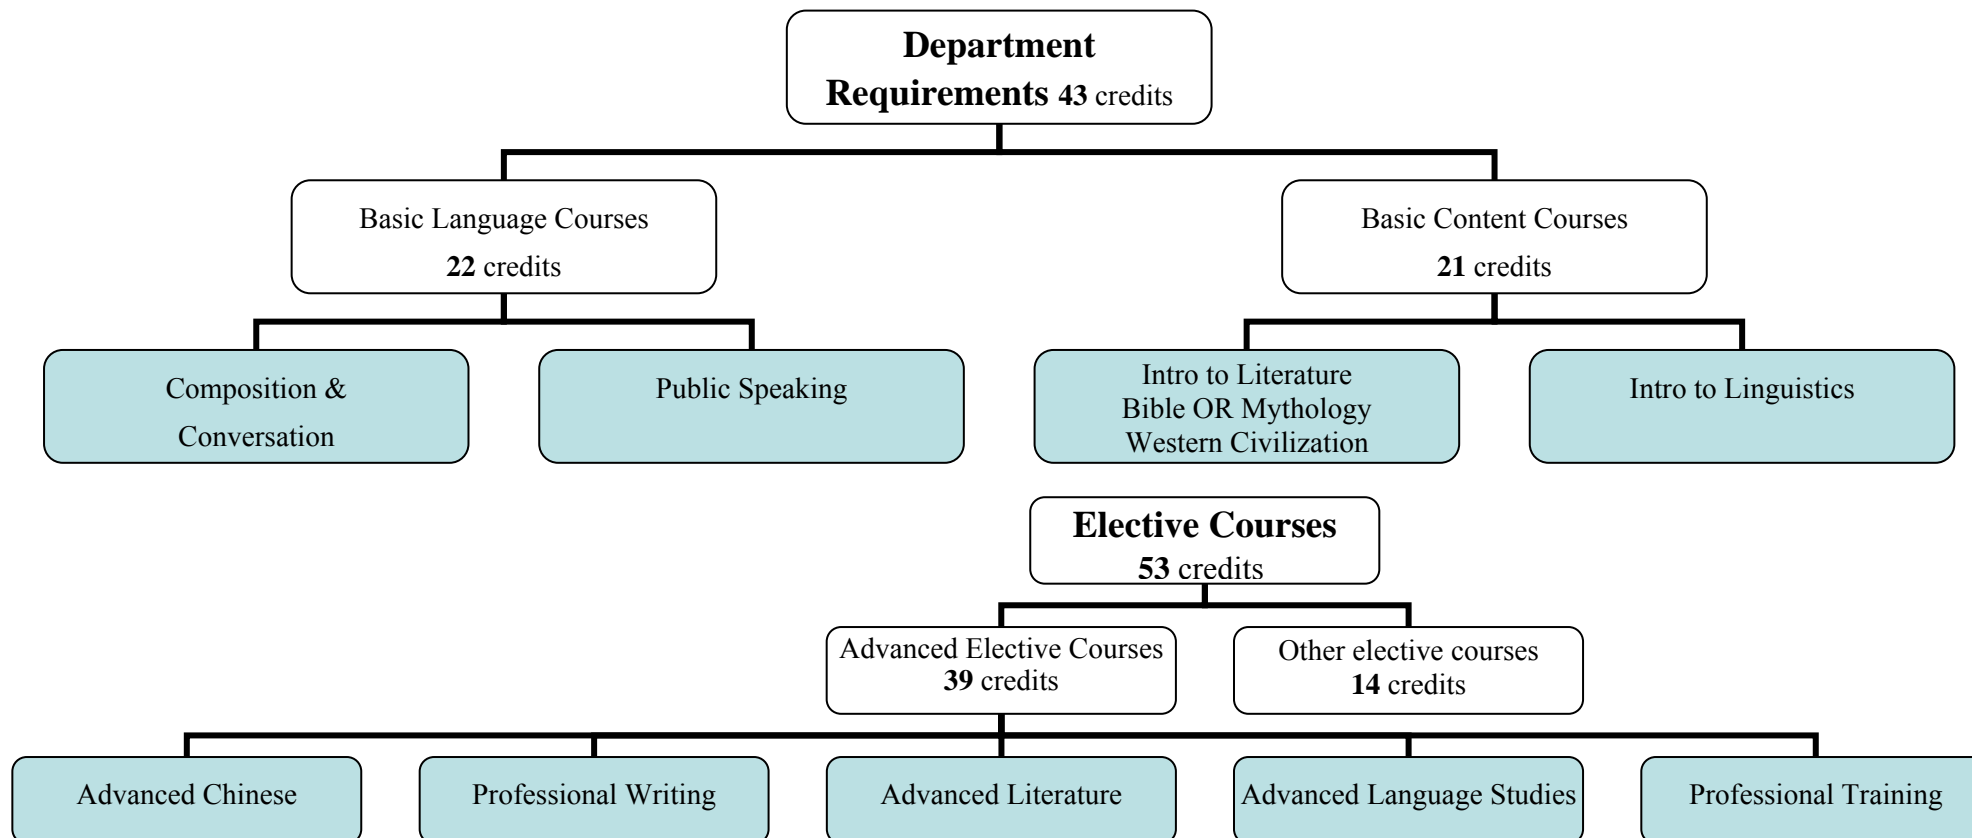 Department
Requirements 43 credits
Basic Language Courses
22 credits
Basic Content Courses
21 credits
Composition &
Conversation
Public Speaking
Intro to Literature
Bible OR Mythology
Western Civilization
Intro to Linguistics
Elective Courses
53 credits
Advanced Elective Courses
39 credits
Other elective courses
14 credits
Advanced Chinese
Professional Writing
Advanced Literature
Advanced Language Studies
Professional Training